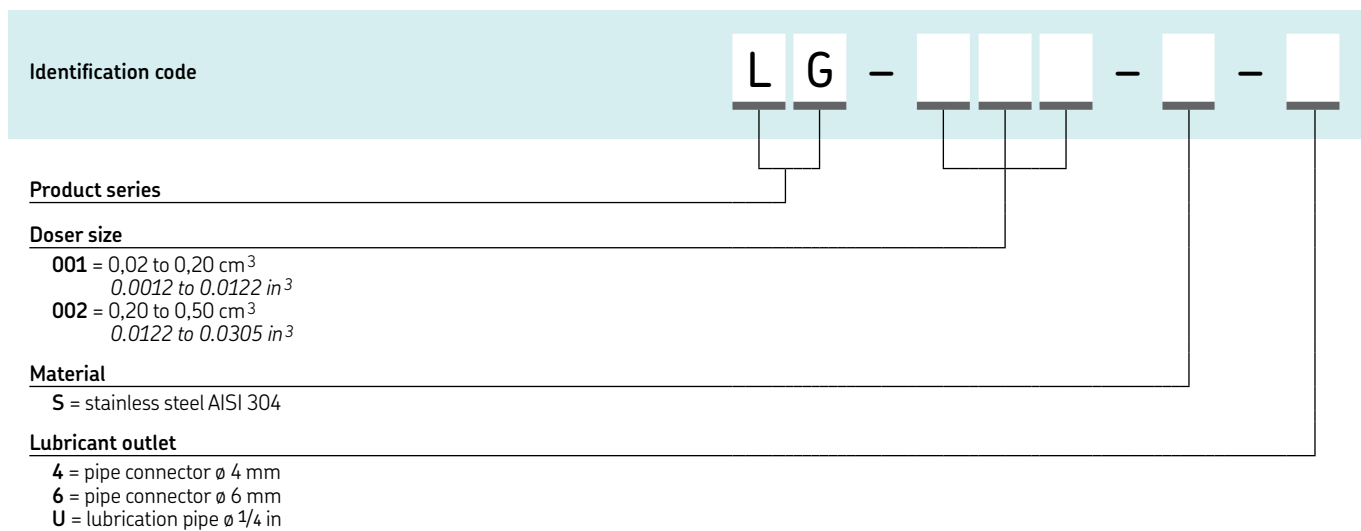 Identification code L G – – –
Product series
Doser size
001 = 0,02 to 0,20 cm³
0.0012 to 0.0122 in³
002 = 0,20 to 0,50 cm³
0.0122 to 0.0305 in³
Material
S = stainless steel AISI 304
Lubricant outlet
4 = pipe connector ø 4 mm
6 = pipe connector ø 6 mm
U = lubrication pipe ø 1/4 in